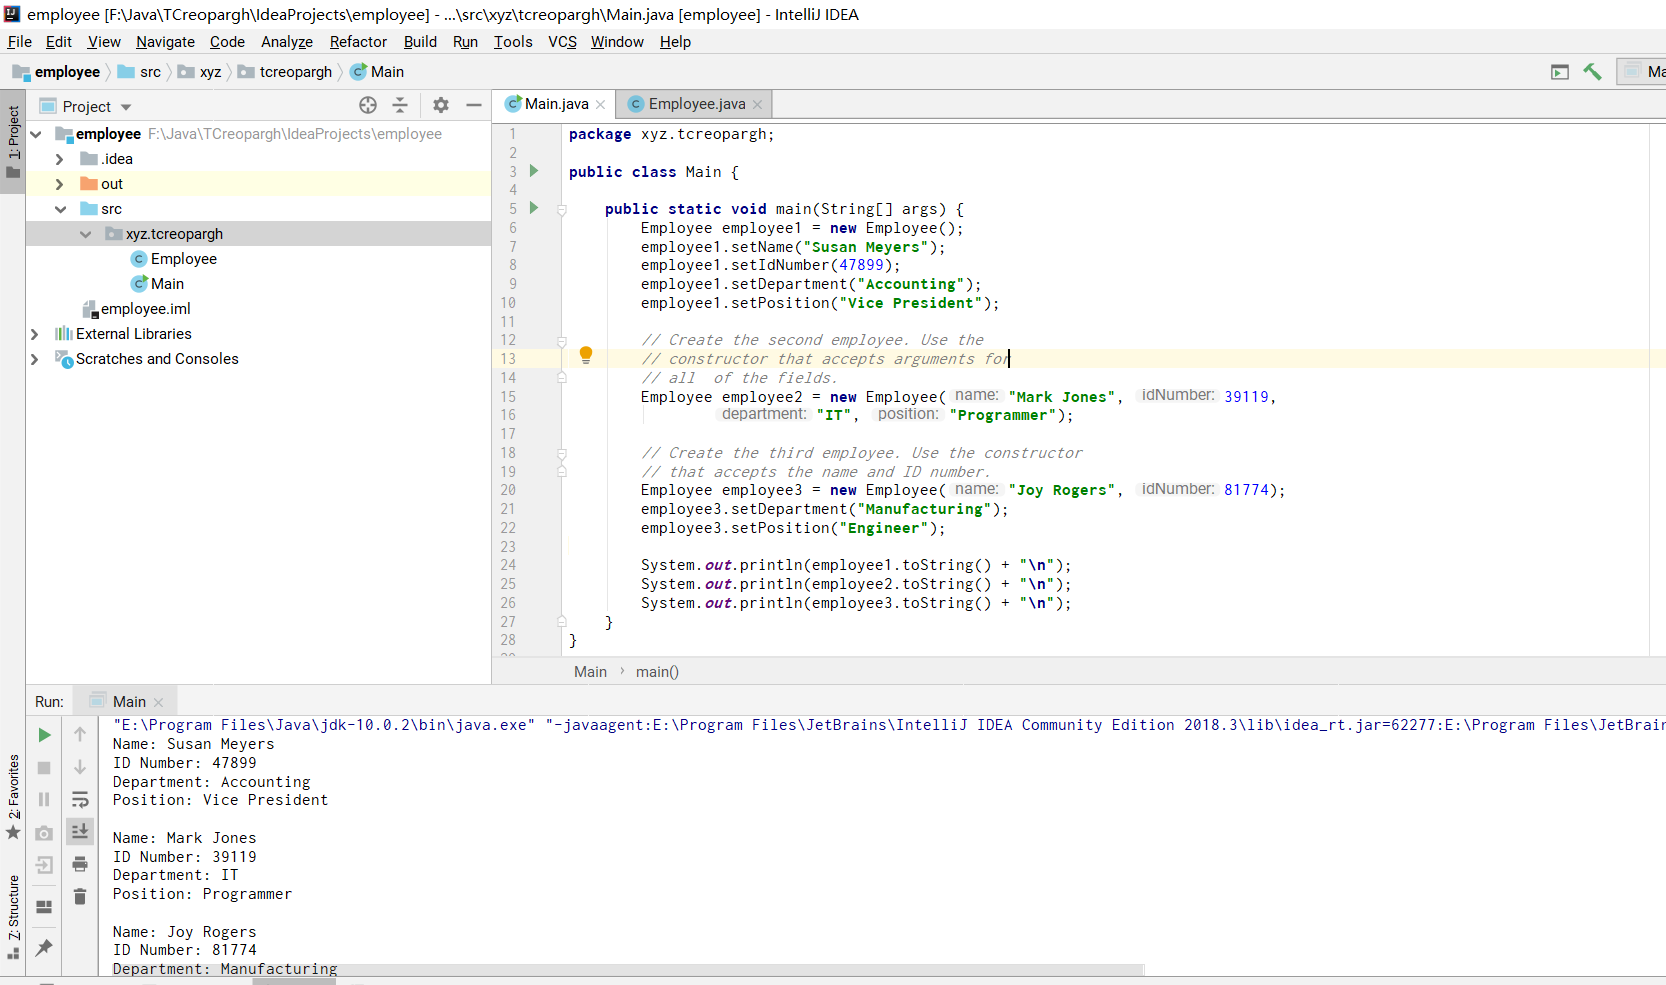 employee [F:\Java\TCreopargh\IdeaProjects\employee] - ...\src\xyz\tcreopargh\Main.java [employee] - IntelliJ IDEA
File Edit View Navigate Code Analyze Refactor Build Run Tools VCS Window Help
employee src xyz tcreopargh Main
Project
Main.java Employee.java
1: Project
employee F:\Java\TCreopargh\IdeaProjects\employee
.idea
out
src
xyz.tcreopargh
Employee
Main
employee.iml
External Libraries
Scratches and Consoles
1 package xyz.tcreopargh;
2
3 public class Main {
4
5 public static void main(String[] args) {
6 Employee employee1 = new Employee();
7 employee1.setName("Susan Meyers");
8 employee1.setIdNumber(47899);
9 employee1.setDepartment("Accounting");
10 employee1.setPosition("Vice President");
11
12 // Create the second employee. Use the
13 // constructor that accepts arguments for
14 // all  of the fields.
15 Employee employee2 = new Employee( name: "Mark Jones", idNumber: 39119,
16 department: "IT", position: "Programmer");
17
18 // Create the third employee. Use the constructor
19 // that accepts the name and ID number.
20 Employee employee3 = new Employee( name: "Joy Rogers", idNumber: 81774);
21 employee3.setDepartment("Manufacturing");
22 employee3.setPosition("Engineer");
23
24 System.out.println(employee1.toString() + "\n");
25 System.out.println(employee2.toString() + "\n");
26 System.out.println(employee3.toString() + "\n");
27 }
28 }
Main › main()
Run: Main
"E:\Program Files\Java\jdk-10.0.2\bin\java.exe" "-javaagent:E:\Program Files\JetBrains\IntelliJ IDEA Community Edition 2018.3\lib\idea_rt.jar=62277:E:\Program Files\JetBrain
Name: Susan Meyers
ID Number: 47899
Department: Accounting
Position: Vice President
Name: Mark Jones
ID Number: 39119
Department: IT
Position: Programmer
Name: Joy Rogers
ID Number: 81774
Department: Manufacturing
2: Favorites
Z: Structure